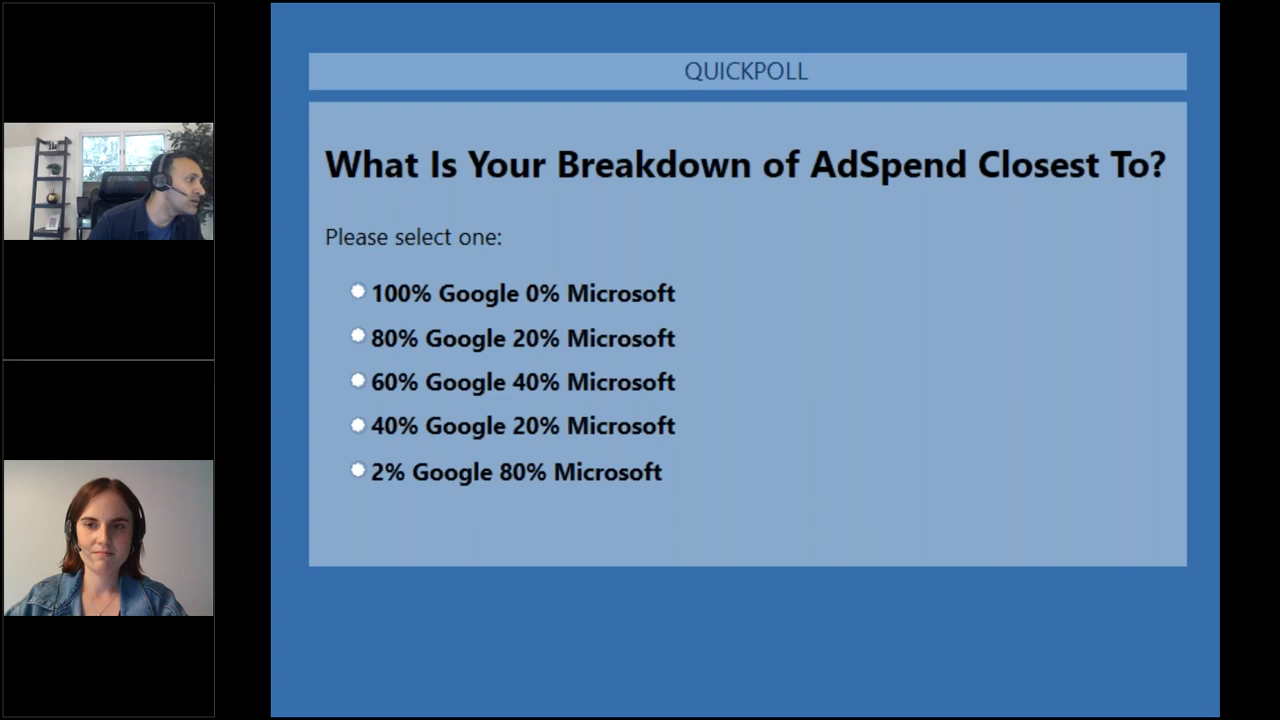 QUICKPOLL
What Is Your Breakdown of AdSpend Closest To?
Please select one:
100% Google 0% Microsoft
80% Google 20% Microsoft
60% Google 40% Microsoft
40% Google 20% Microsoft
2% Google 80% Microsoft